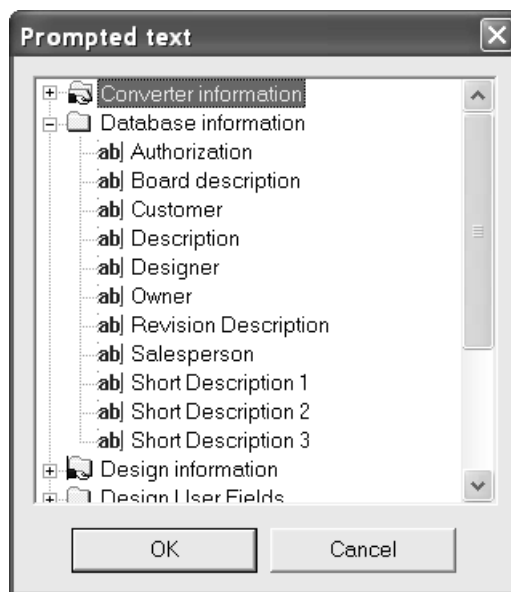 Prompted text
Converter information
Database information
ab| Authorization
ab| Board description
ab| Customer
ab| Description
ab| Designer
ab| Owner
ab| Revision Description
ab| Salesperson
ab| Short Description 1
ab| Short Description 2
ab| Short Description 3
Design information
Design User Fields
OK
Cancel